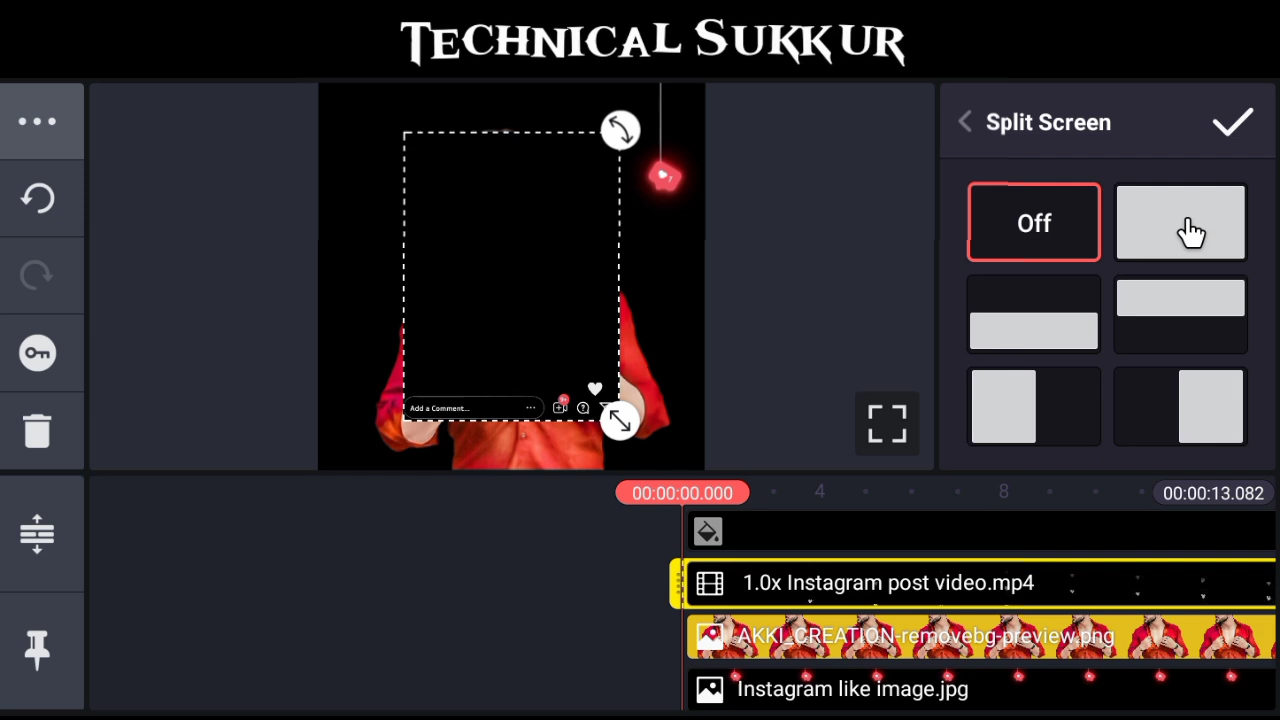 TECHNICAL SUKKUR
Split Screen
Off
Add a Comment...
00:00:00.000
4
8
00:00:13.082
1.0x Instagram post video.mp4
AKKI_CREATION-removebg-preview.png
Instagram like image.jpg